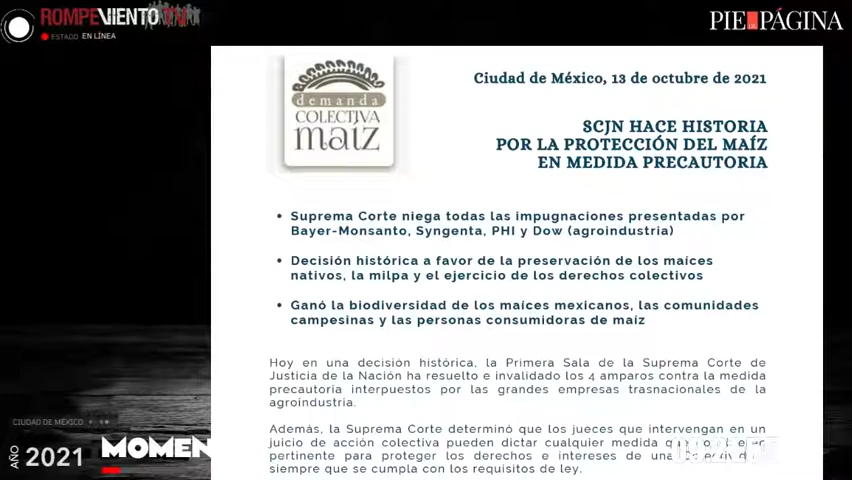 ROMPEVIENTO TV
ESTADO EN LÍNEA
PIE DE PÁGINA
demanda
COLECTIVA
maíz
Ciudad de México, 13 de octubre de 2021
SCJN HACE HISTORIA
POR LA PROTECCIÓN DEL MAÍZ
EN MEDIDA PRECAUTORIA
• Suprema Corte niega todas las impugnaciones presentadas por
Bayer-Monsanto, Syngenta, PHI y Dow (agroindustria)
• Decisión histórica a favor de la preservación de los maíces
nativos, la milpa y el ejercicio de los derechos colectivos
• Ganó la biodiversidad de los maíces mexicanos, las comunidades
campesinas y las personas consumidoras de maíz
Hoy en una decisión histórica, la Primera Sala de la Suprema Corte de
Justicia de la Nación ha resuelto e invalidado los 4 amparos contra la medida
precautoria interpuestos por las grandes empresas trasnacionales de la
agroindustria.
Además, la Suprema Corte determinó que los jueces que intervengan en un
juicio de acción colectiva pueden dictar cualquier medida
pertinente para proteger los derechos e intereses de una
siempre que se cumpla con los requisitos de ley.
CIUDAD DE MÉXICO
AÑO 2021
MOMEN